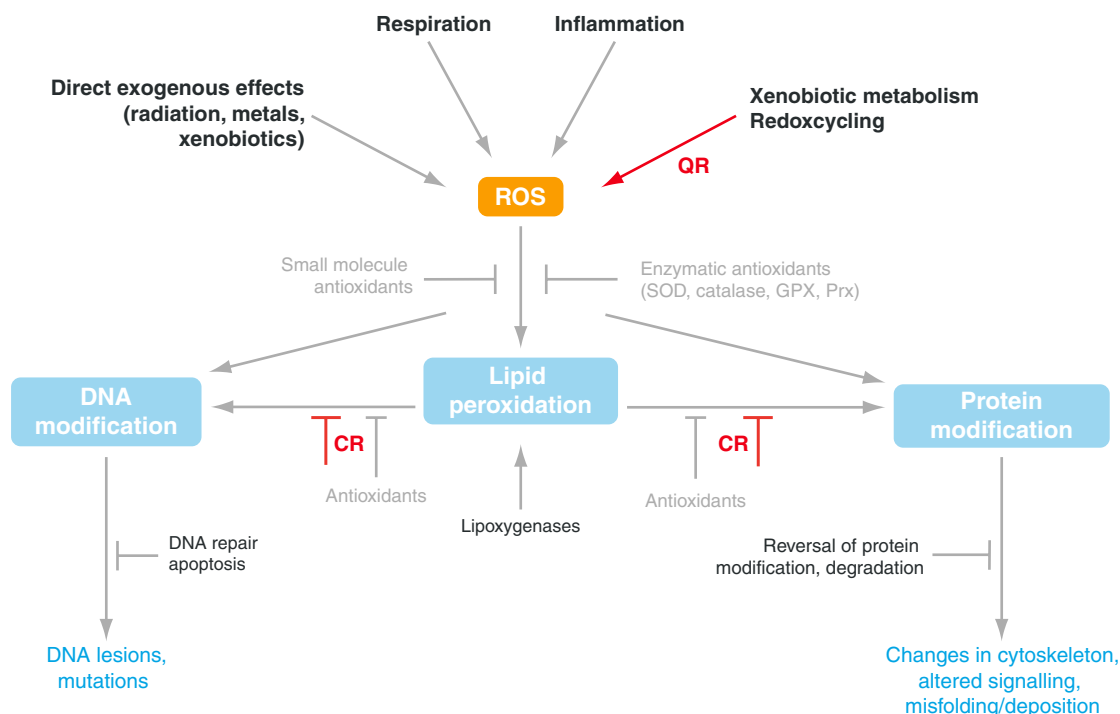 Respiration
Inflammation
Direct exogenous effects
(radiation, metals,
xenobiotics)
Xenobiotic metabolism
Redoxcycling
QR
ROS
Small molecule
antioxidants
Enzymatic antioxidants
(SOD, catalase, GPX, Prx)
DNA
modification
Lipid
peroxidation
Protein
modification
CR
Antioxidants
CR
Antioxidants
Lipoxygenases
DNA repair
apoptosis
Reversal of protein
modification, degradation
DNA lesions,
mutations
Changes in cytoskeleton,
altered signalling,
misfolding/deposition